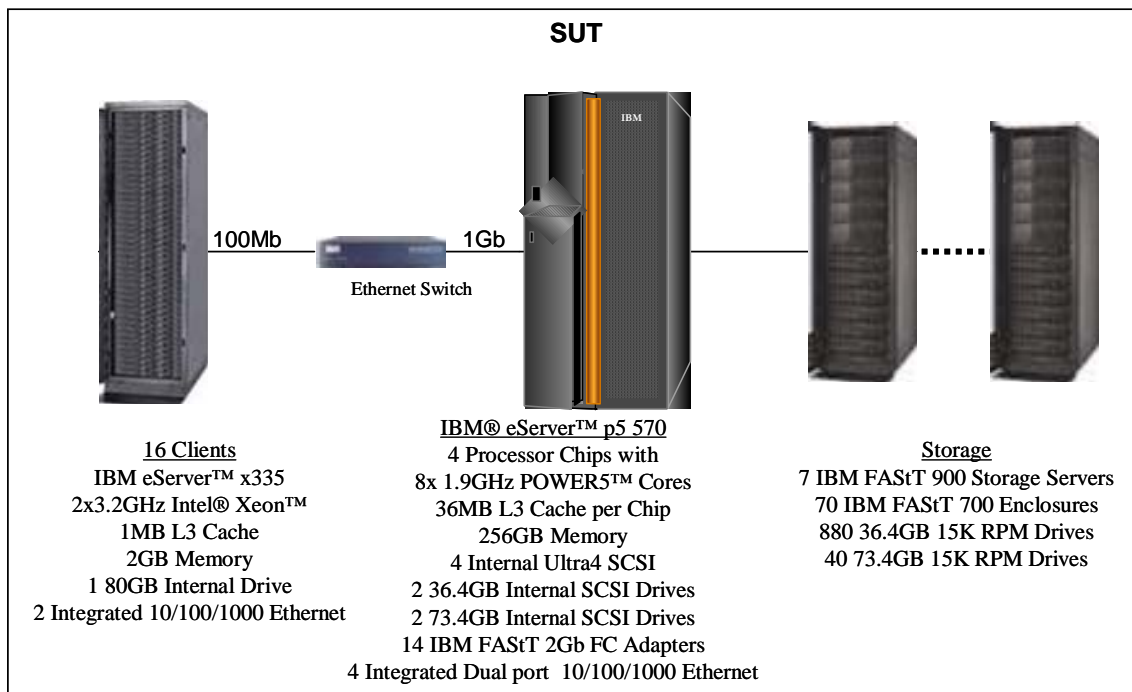 SUT
IBM
100Mb
1Gb
Ethernet Switch
16 Clients
IBM eServer™ x335
2x3.2GHz Intel® Xeon™
1MB L3 Cache
2GB Memory
1 80GB Internal Drive
2 Integrated 10/100/1000 Ethernet
IBM® eServer™ p5 570
4 Processor Chips with
8x 1.9GHz POWER5™ Cores
36MB L3 Cache per Chip
256GB Memory
4 Internal Ultra4 SCSI
2 36.4GB Internal SCSI Drives
2 73.4GB Internal SCSI Drives
14 IBM FAStT 2Gb FC Adapters
4 Integrated Dual port 10/100/1000 Ethernet
Storage
7 IBM FAStT 900 Storage Servers
70 IBM FAStT 700 Enclosures
880 36.4GB 15K RPM Drives
40 73.4GB 15K RPM Drives